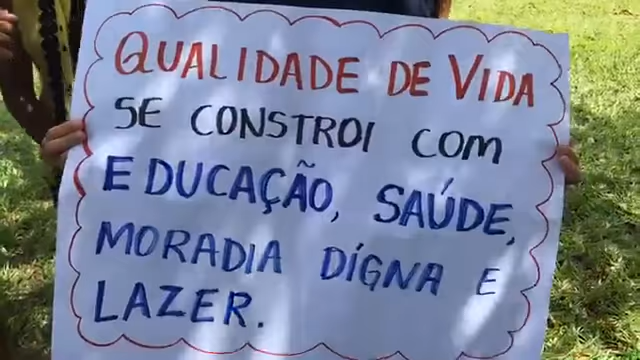 QUALIDADE DE VIDA
SE CONSTROI COM
EDUCAÇÃO, SAÚDE,
MORADIA DÍGNA E
LAZER.